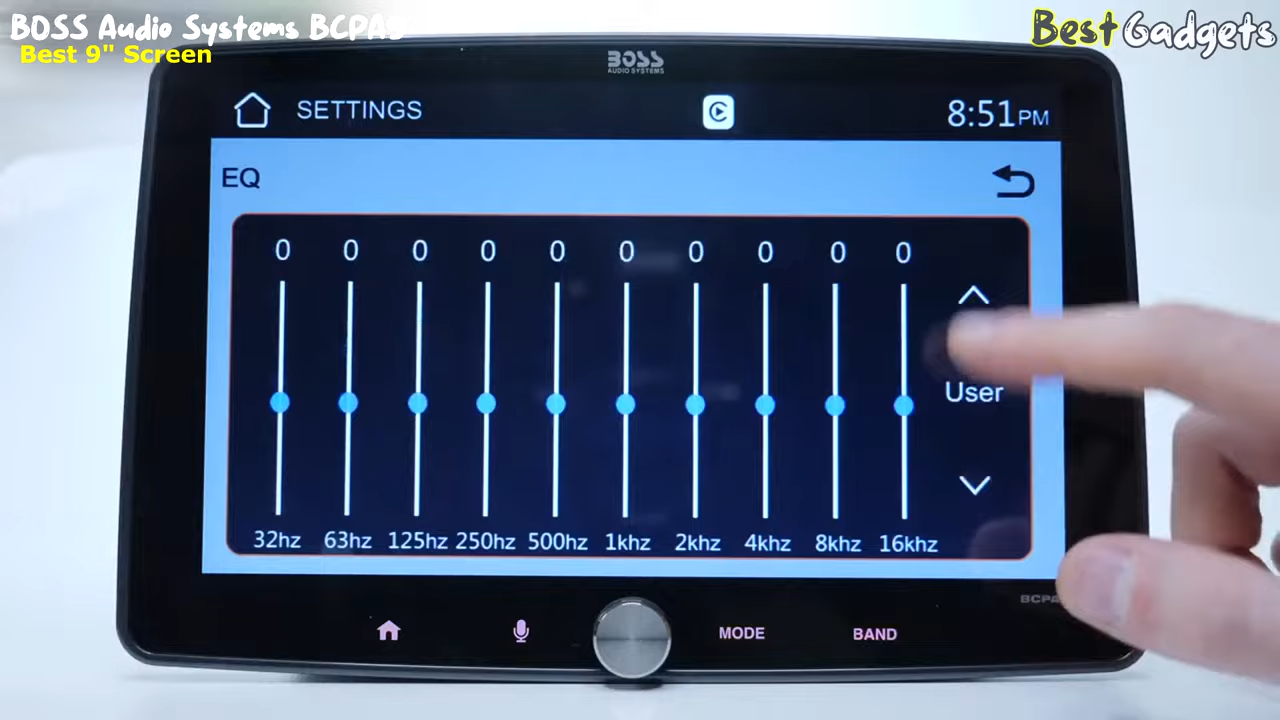 BOSS Audio Systems
Best 9" Screen
BestGadgets
BOSS
AUDIO SYSTEMS
SETTINGS
8:51PM
EQ
0 0 0 0 0 0 0 0 0 0
User
32hz 63hz 125hz 250hz 500hz 1khz 2khz 4khz 8khz 16khz
MODE BAND